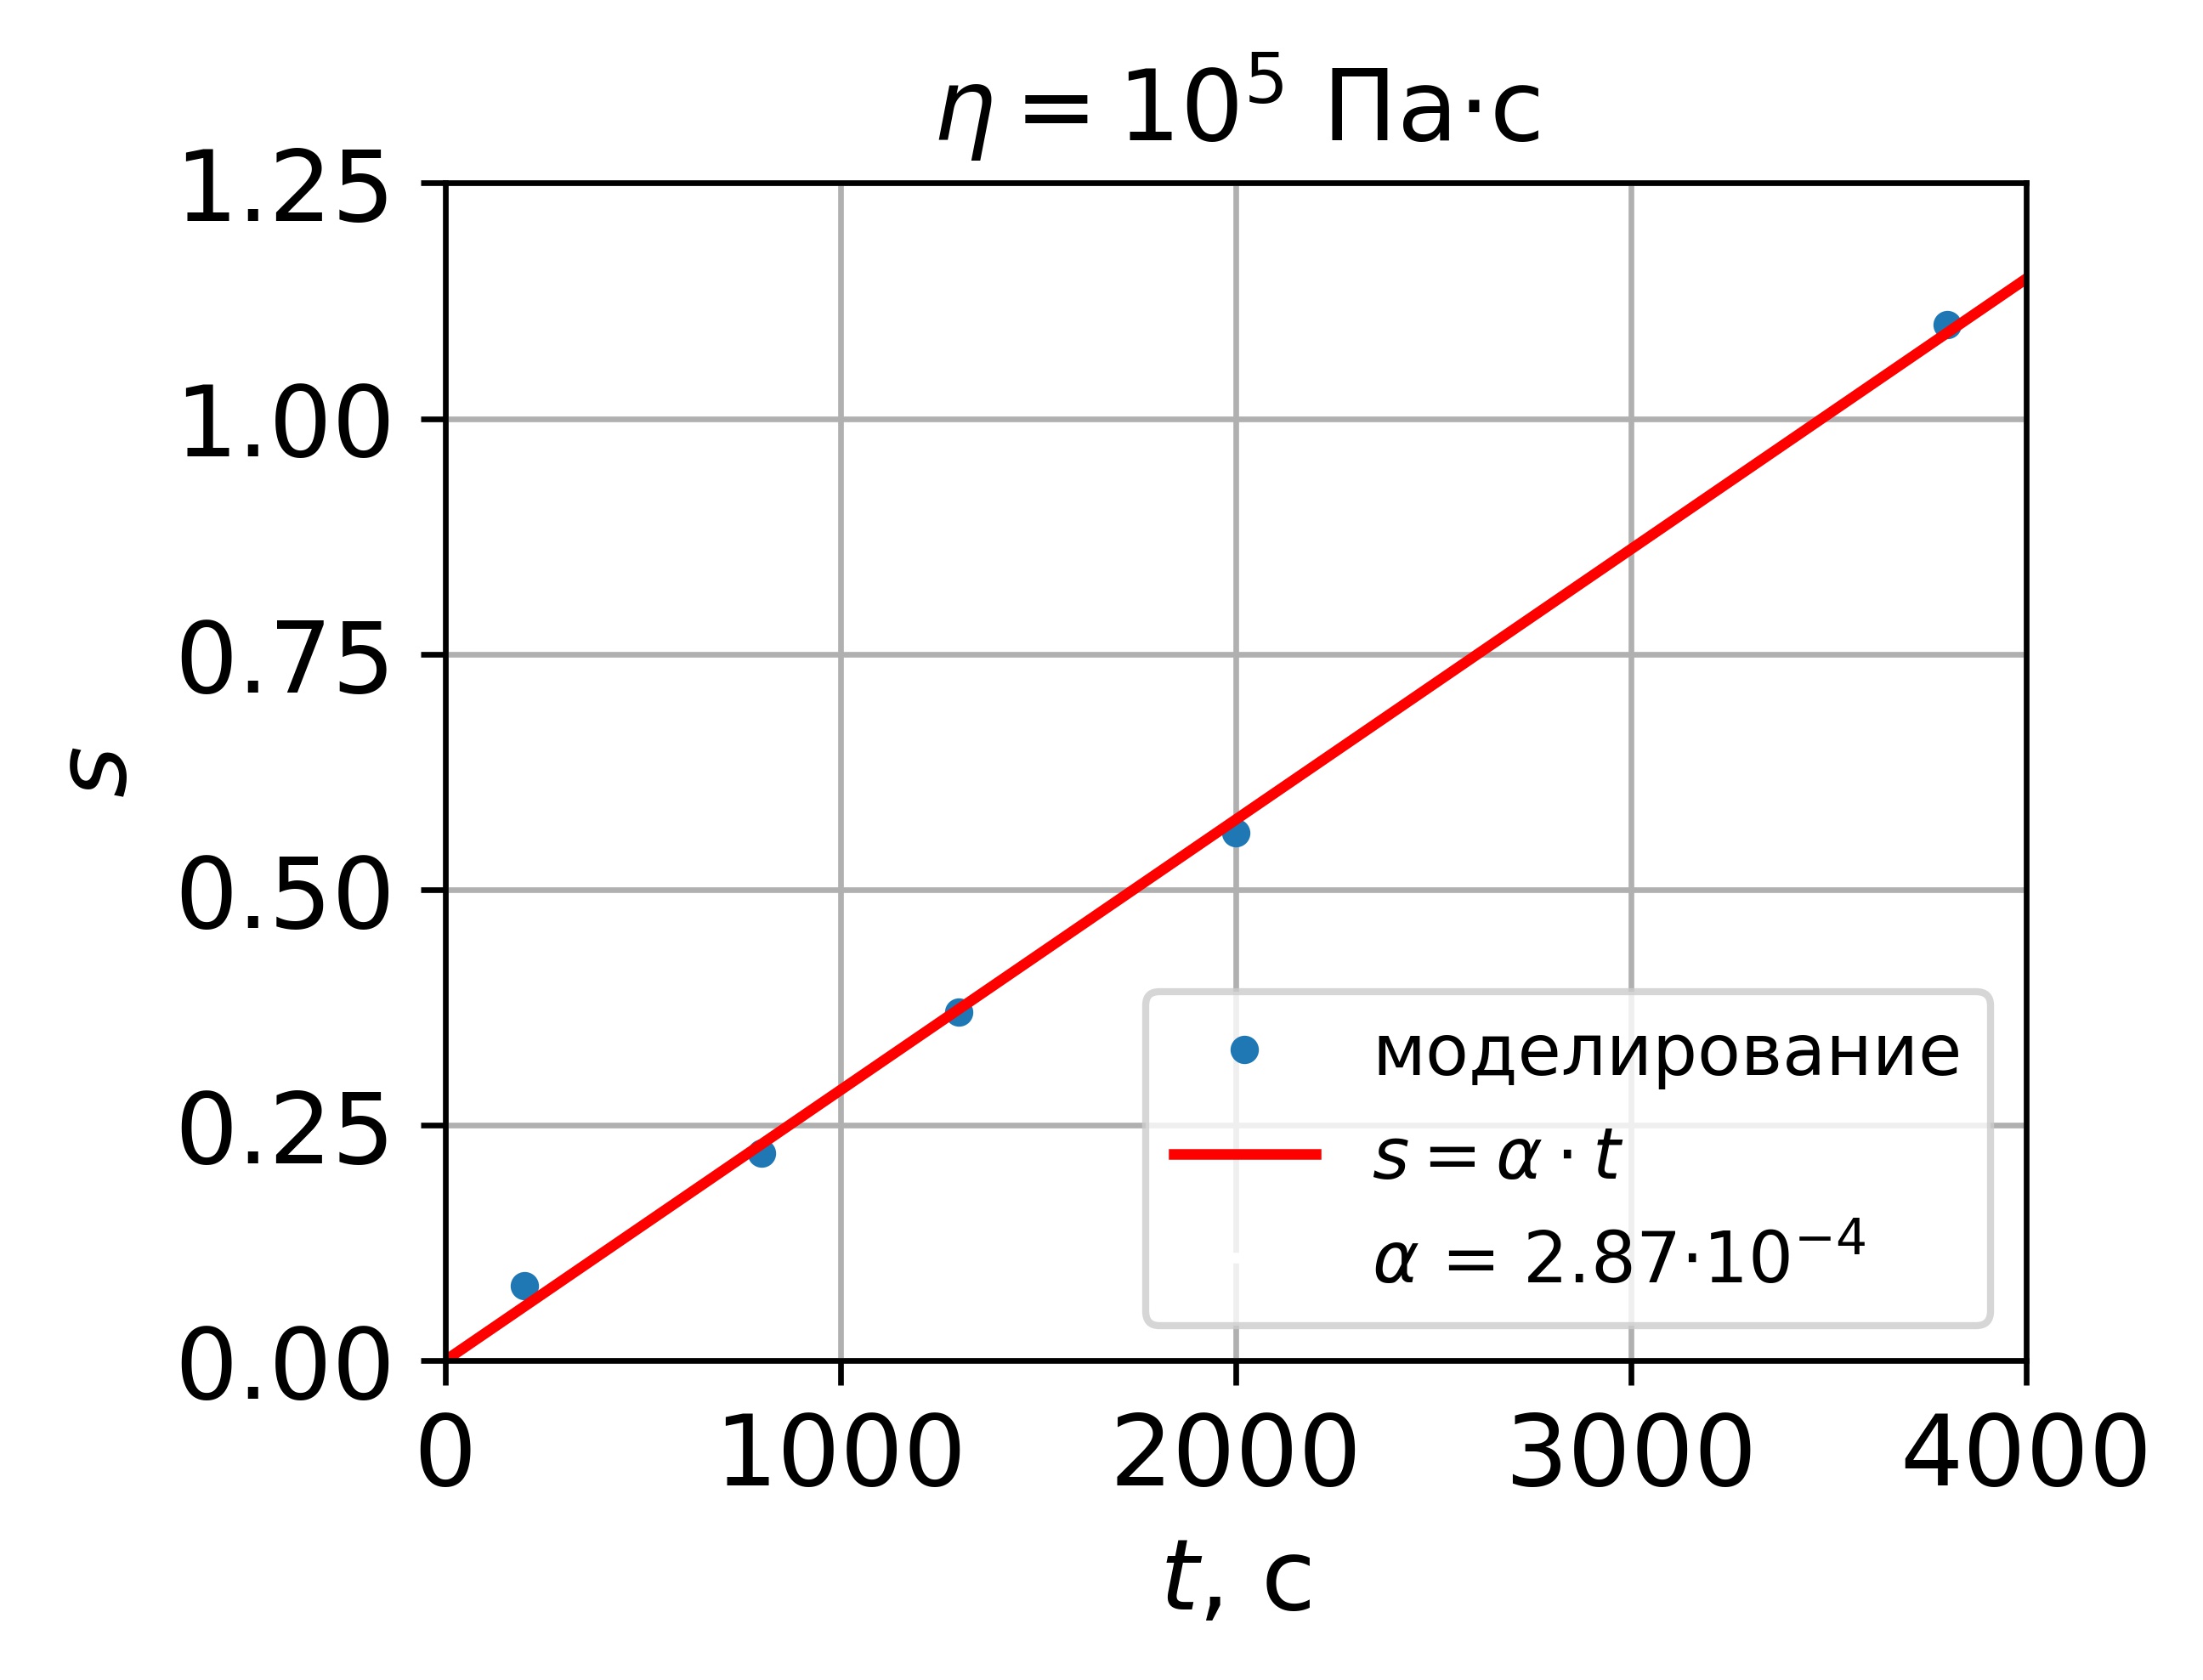 η = 10⁵ Па·с
1.25
1.00
0.75
0.50
0.25
0.00
s
моделирование
s = α · t
α = 2.87·10⁻⁴
0 1000 2000 3000 4000
t, с